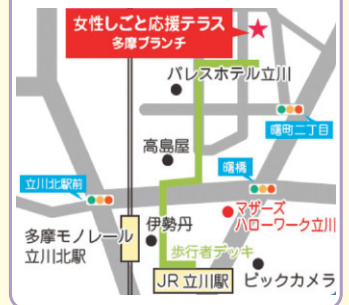 女性しごと応援テラス
多摩ブランチ
パレスホテル立川
曙町二丁目
高島屋
曙橋
立川北駅前
マザーズ
ハローワーク立川
伊勢丹
多摩モノレール
立川北駅
歩行者デッキ
JR 立川駅
ビックカメラ